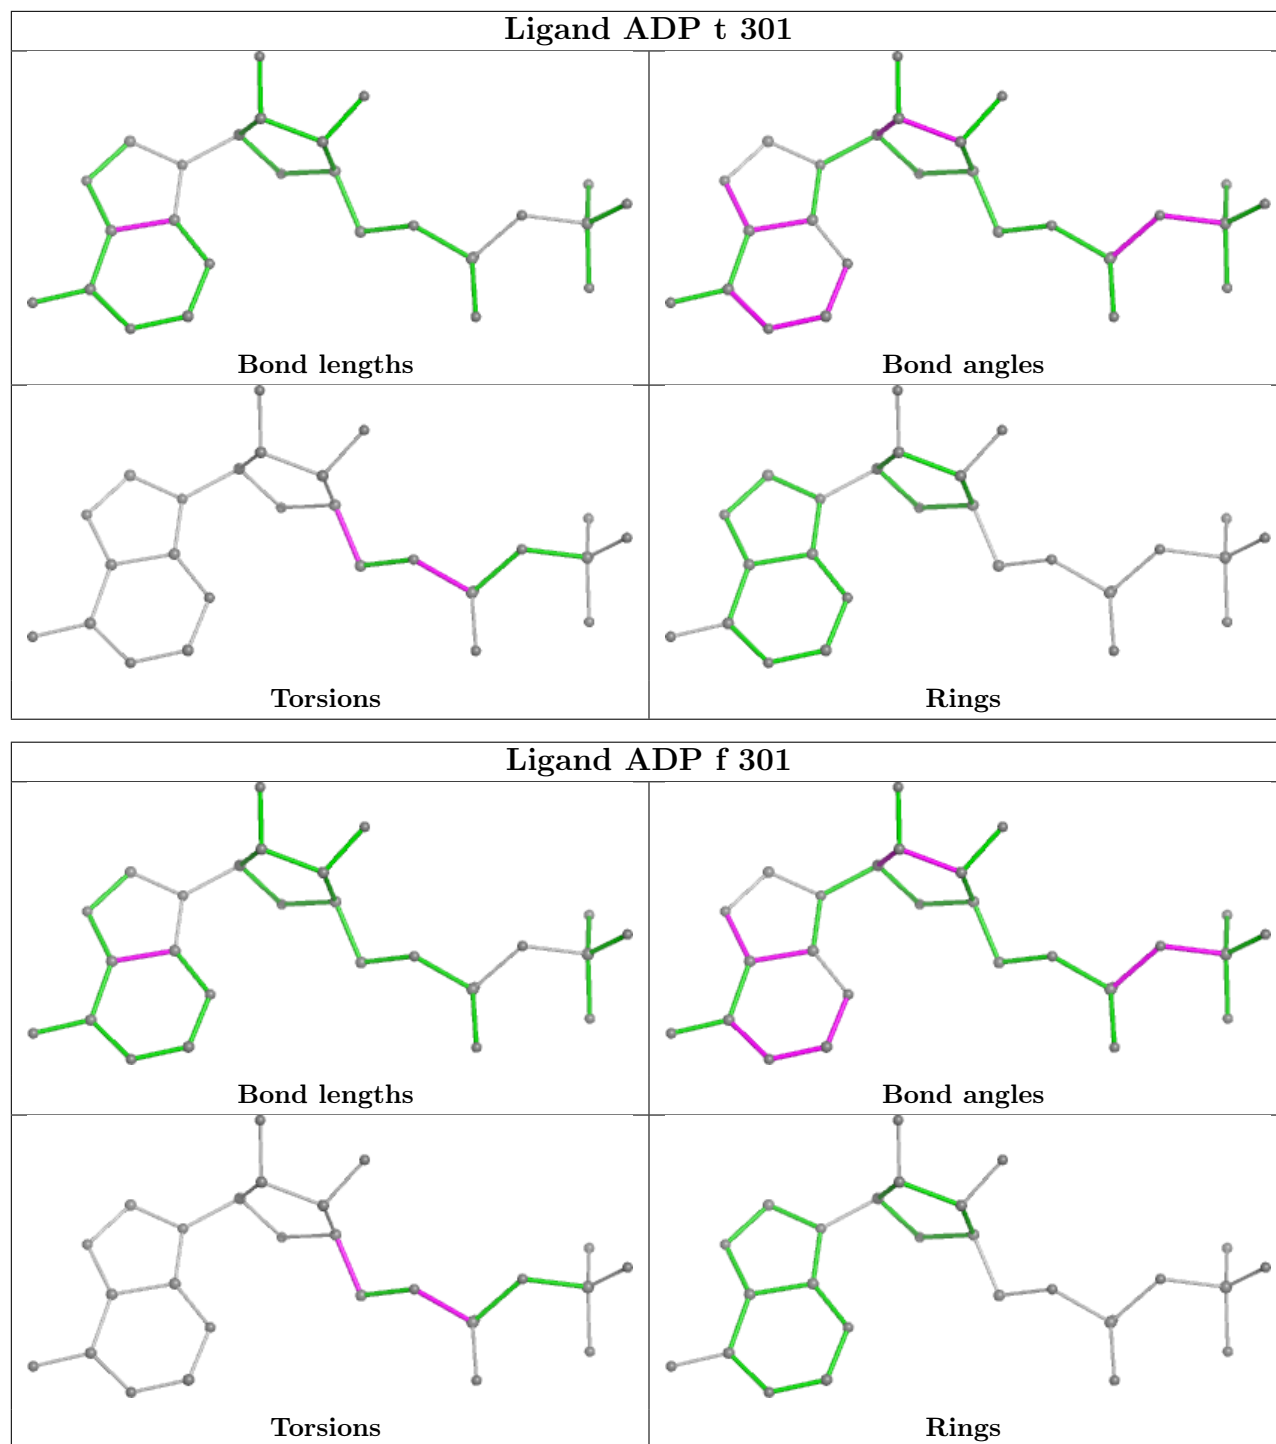 Ligand ADP t 301
Bond lengths
Bond angles
Torsions
Rings
Ligand ADP f 301
Bond lengths
Bond angles
Torsions
Rings